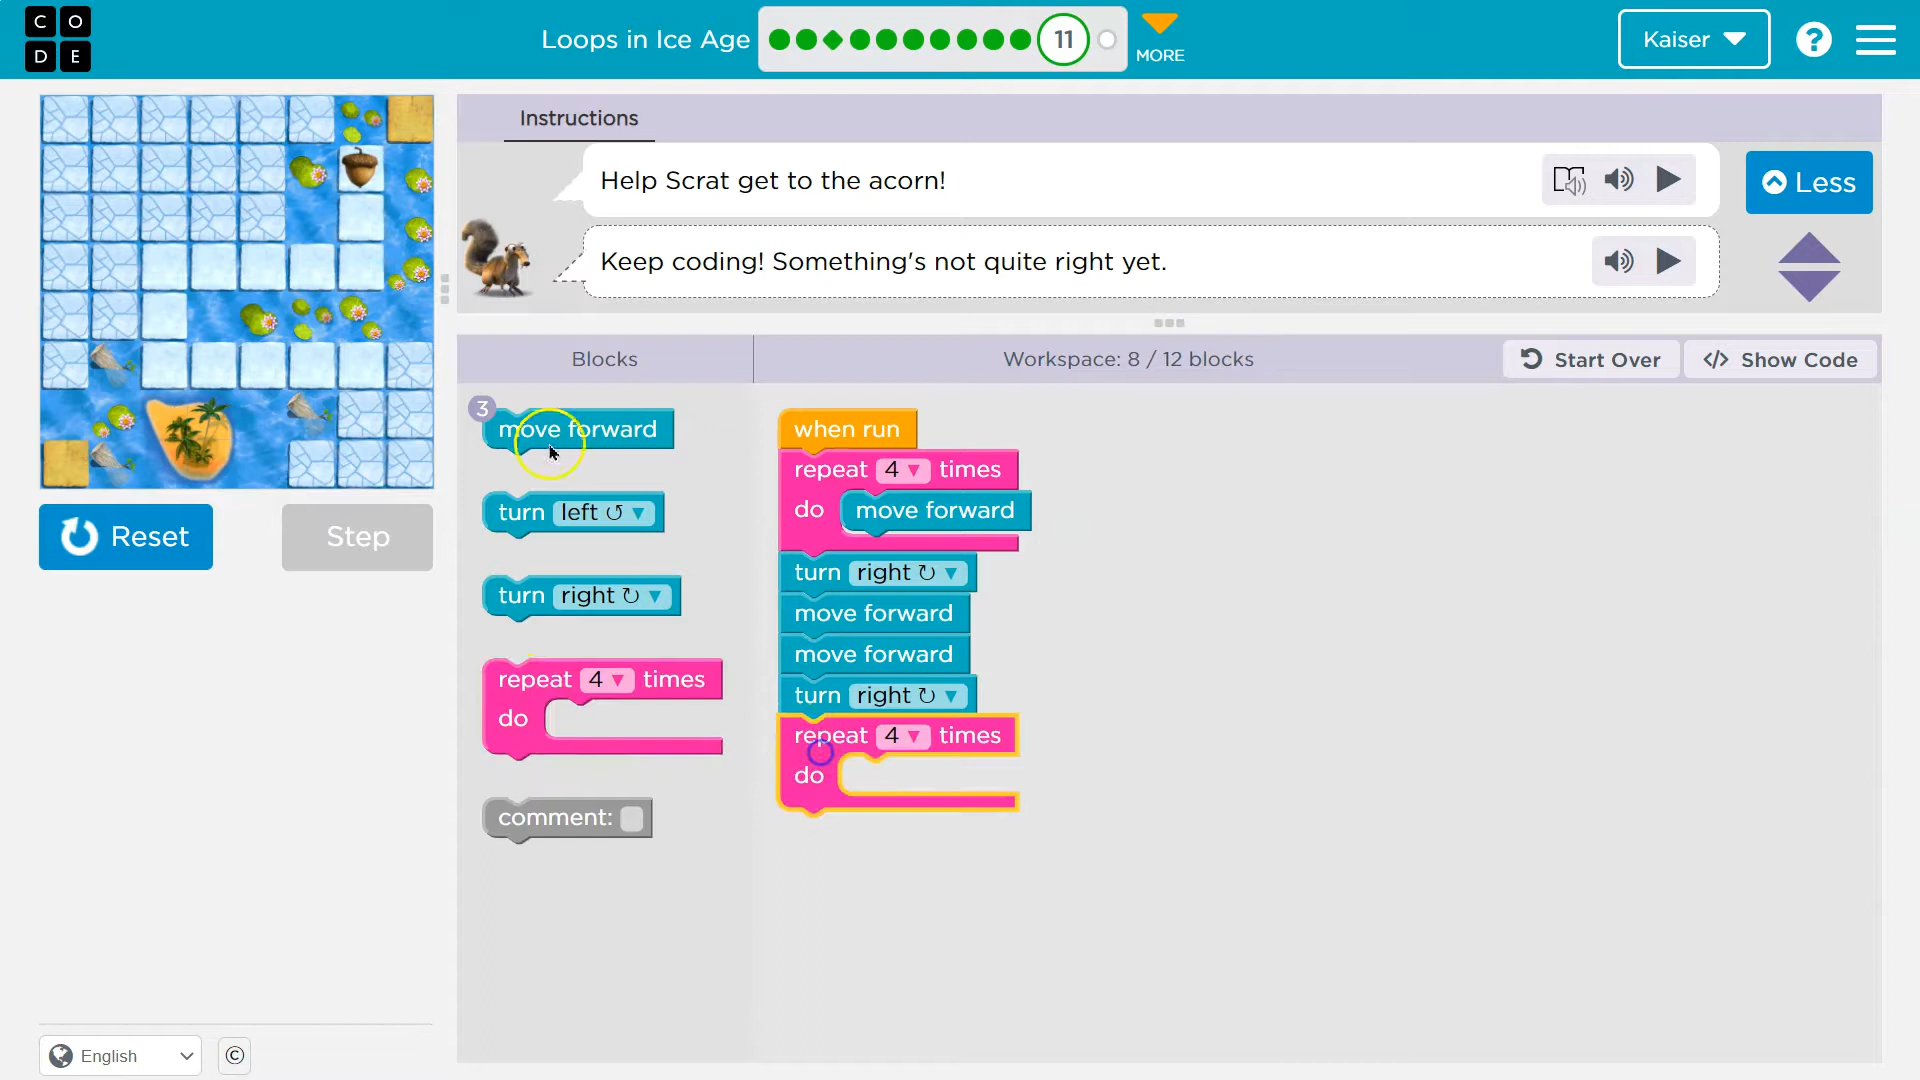 C O
D E
Loops in Ice Age
11
MORE
Kaiser
?
Instructions
Help Scrat get to the acorn!
Less
Keep coding! Something's not quite right yet.
Blocks
Workspace: 8 / 12 blocks
Start Over
</> Show Code
Reset
Step
3
move forward
turn left ↺ ▼
turn right ↻ ▼
repeat 4 ▼ times
do
comment:
when run
repeat 4 ▼ times
do move forward
turn right ↻ ▼
move forward
move forward
turn right ↻ ▼
repeat 4 ▼ times
do
English
©